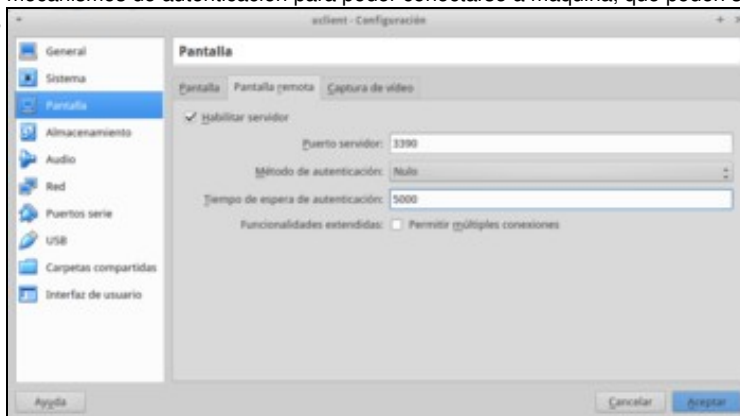 mecanismos de autenticación para poder conectarse á máquina, que poden s
uclient - Configuración
General
Sistema
Pantalla
Almacenamiento
Audio
Red
Puertos serie
USB
Carpetas compartidas
Interfaz de usuario
Pantalla
Pantalla Pantalla remota Captura de vídeo
Habilitar servidor
Puerto servidor: 3390
Método de autenticación: Nulo
Tiempo de espera de autenticación: 5000
Funcionalidades extendidas: Permitir múltiples conexiones
Ayuda Cancelar Aceptar